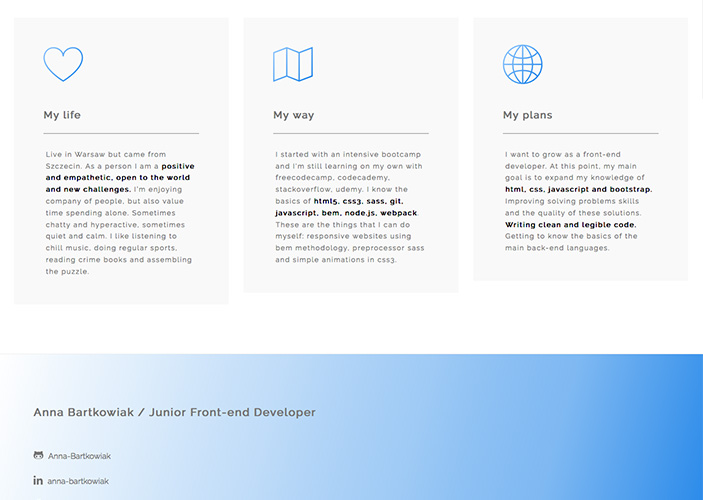 My life
Live in Warsaw but came from
Szczecin. As a person I am a positive
and empathetic, open to the world
and new challenges. I'm enjoying
company of people, but also value
time spending alone. Sometimes
chatty and hyperactive, sometimes
quiet and calm. I like listening to
chill music, doing regular sports,
reading crime books and assembling
the puzzle.
My way
I started with an intensive bootcamp
and I'm still learning on my own with
freecodecamp, codecademy,
stackoverflow, udemy. I know the
basics of html5, css3, sass, git,
javascript, bem, node.js, webpack.
These are the things that I can do
myself: responsive websites using
bem methodology, preprocessor sass
and simple animations in css3.
My plans
I want to grow as a front-end
developer. At this point, my main
goal is to expand my knowledge of
html, css, javascript and bootstrap.
Improving solving problems skills
and the quality of these solutions.
Writing clean and legible code.
Getting to know the basics of the
main back-end languages.
Anna Bartkowiak / Junior Front-end Developer
Anna-Bartkowiak
in anna-bartkowiak